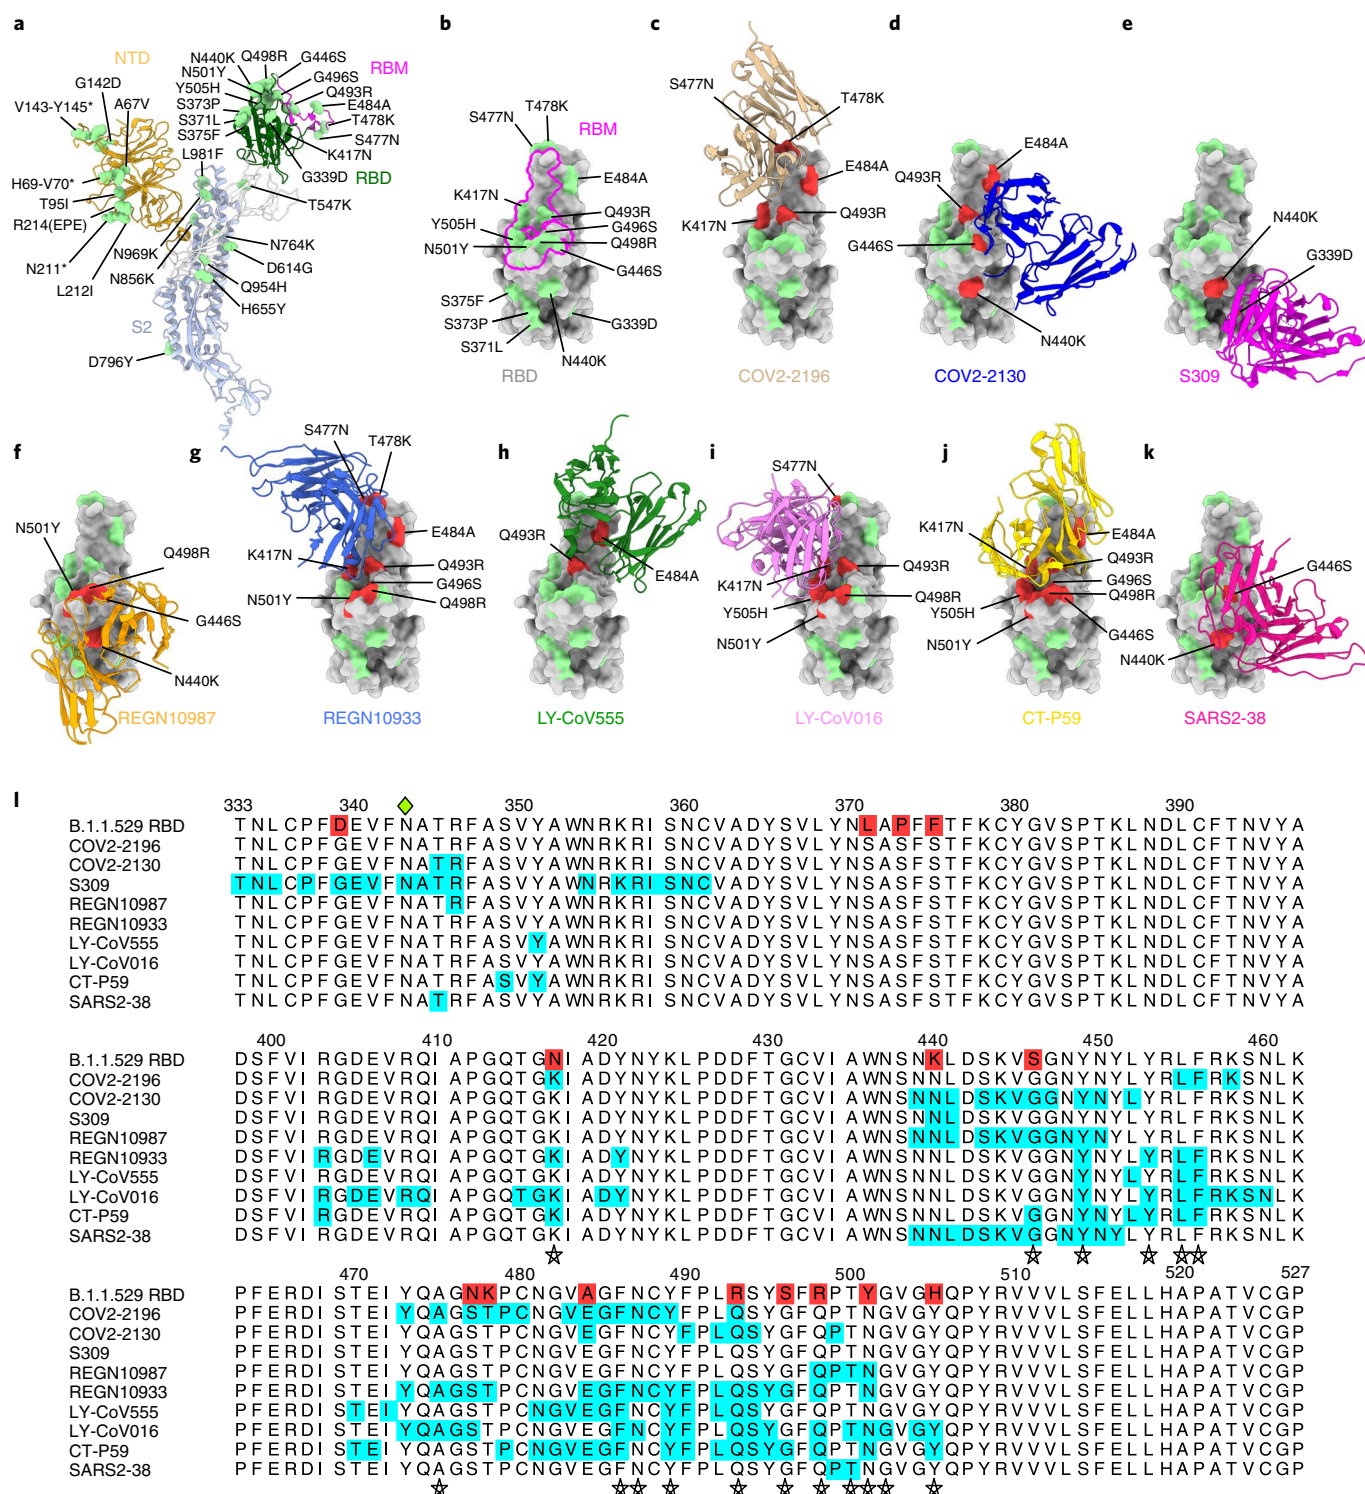 a
NTD
G142D
V143-Y145*
A67V
H69-V70*
T95I
R214(EPE)
N211*
L212I
N969K
N856K
L981F
S2
D796Y
N440K
Q498R
G446S
N501Y
G496S
RBM
Y505H
Q493R
S373P
E484A
S371L
T478K
S375F
S477N
K417N
G339D
RBD
T547K
N764K
D614G
Q954H
H655Y
b
T478K
S477N
RBM
E484A
K417N
Q493R
Y505H
G496S
N501Y
Q498R
G446S
S375F
S373P
G339D
S371L
N440K
RBD
c
S477N
T478K
E484A
K417N
Q493R
COV2-2196
d
E484A
Q493R
G446S
N440K
COV2-2130
e
N440K
G339D
S309
f
N501Y
Q498R
G446S
N440K
REGN10987
g
S477N
T478K
E484A
K417N
Q493R
G496S
N501Y
Q498R
REGN10933
h
Q493R
E484A
LY-CoV555
i
S477N
Q493R
K417N
Q498R
Y505H
N501Y
LY-CoV016
j
K417N
E484A
Q493R
G496S
Q498R
Y505H
G446S
N501Y
CT-P59
k
G446S
N440K
SARS2-38
l
333 340 350 360 370 380 390
B.1.1.529 RBD TNLCPFDEVFNATRFASVYAWNRKRISNCVADYSVLYNLAPFFTFKCYGVSPTKLNDLCFTNVYA
COV2-2196 TNLCPFGEVFNATRFASVYAWNRKRISNCVADYSVLYNSASFSTFKCYGVSPTKLNDLCFTNVYA
COV2-2130 TNLCPFGEVFNATRFASVYAWNRKRISNCVADYSVLYNSASFSTFKCYGVSPTKLNDLCFTNVYA
S309 TNLCPFGEVFNATRFASVYAWNRKRISNCVADYSVLYNSASFSTFKCYGVSPTKLNDLCFTNVYA
REGN10987 TNLCPFGEVFNATRFASVYAWNRKRISNCVADYSVLYNSASFSTFKCYGVSPTKLNDLCFTNVYA
REGN10933 TNLCPFGEVFNATRFASVYAWNRKRISNCVADYSVLYNSASFSTFKCYGVSPTKLNDLCFTNVYA
LY-CoV555 TNLCPFGEVFNATRFASVYAWNRKRISNCVADYSVLYNSASFSTFKCYGVSPTKLNDLCFTNVYA
LY-CoV016 TNLCPFGEVFNATRFASVYAWNRKRISNCVADYSVLYNSASFSTFKCYGVSPTKLNDLCFTNVYA
CT-P59 TNLCPFGEVFNATRFASVYAWNRKRISNCVADYSVLYNSASFSTFKCYGVSPTKLNDLCFTNVYA
SARS2-38 TNLCPFGEVFNATRFASVYAWNRKRISNCVADYSVLYNSASFSTFKCYGVSPTKLNDLCFTNVYA
400 410 420 430 440 450 460
B.1.1.529 RBD DSFVIRGDEVRQIAPGQTGNIADYNYKLPDDFTGCVIAWNSNKLDSKVSGNYNYLYRLFRKSNLK
COV2-2196 DSFVIRGDEVRQIAPGQTGKIADYNYKLPDDFTGCVIAWNSNNLDSKVGGNYNYLYRLFRKSNLK
COV2-2130 DSFVIRGDEVRQIAPGQTGKIADYNYKLPDDFTGCVIAWNSNNLDSKVGGNYNYLYRLFRKSNLK
S309 DSFVIRGDEVRQIAPGQTGKIADYNYKLPDDFTGCVIAWNSNNLDSKVGGNYNYLYRLFRKSNLK
REGN10987 DSFVIRGDEVRQIAPGQTGKIADYNYKLPDDFTGCVIAWNSNNLDSKVGGNYNYLYRLFRKSNLK
REGN10933 DSFVIRGDEVRQIAPGQTGKIADYNYKLPDDFTGCVIAWNSNNLDSKVGGNYNYLYRLFRKSNLK
LY-CoV555 DSFVIRGDEVRQIAPGQTGKIADYNYKLPDDFTGCVIAWNSNNLDSKVGGNYNYLYRLFRKSNLK
LY-CoV016 DSFVIRGDEVRQIAPGQTGKIADYNYKLPDDFTGCVIAWNSNNLDSKVGGNYNYLYRLFRKSNLK
CT-P59 DSFVIRGDEVRQIAPGQTGKIADYNYKLPDDFTGCVIAWNSNNLDSKVGGNYNYLYRLFRKSNLK
SARS2-38 DSFVIRGDEVRQIAPGQTGKIADYNYKLPDDFTGCVIAWNSNNLDSKVGGNYNYLYRLFRKSNLK
470 480 490 500 510 520 527
B.1.1.529 RBD PFERDISTEIYQAGNKPCNGVAGFNCYFPLRSYSFRPTYGVGHQPYRVVVLSFELLHAPATVCGP
COV2-2196 PFERDISTEIYQAGSTPCNGVEGFNCYFPLQSYGFQPTNGVGYQPYRVVVLSFELLHAPATVCGP
COV2-2130 PFERDISTEIYQAGSTPCNGVEGFNCYFPLQSYGFQPTNGVGYQPYRVVVLSFELLHAPATVCGP
S309 PFERDISTEIYQAGSTPCNGVEGFNCYFPLQSYGFQPTNGVGYQPYRVVVLSFELLHAPATVCGP
REGN10987 PFERDISTEIYQAGSTPCNGVEGFNCYFPLQSYGFQPTNGVGYQPYRVVVLSFELLHAPATVCGP
REGN10933 PFERDISTEIYQAGSTPCNGVEGFNCYFPLQSYGFQPTNGVGYQPYRVVVLSFELLHAPATVCGP
LY-CoV555 PFERDISTEIYQAGSTPCNGVEGFNCYFPLQSYGFQPTNGVGYQPYRVVVLSFELLHAPATVCGP
LY-CoV016 PFERDISTEIYQAGSTPCNGVEGFNCYFPLQSYGFQPTNGVGYQPYRVVVLSFELLHAPATVCGP
CT-P59 PFERDISTEIYQAGSTPCNGVEGFNCYFPLQSYGFQPTNGVGYQPYRVVVLSFELLHAPATVCGP
SARS2-38 PFERDISTEIYQAGSTPCNGVEGFNCYFPLQSYGFQPTNGVGYQPYRVVVLSFELLHAPATVCGP